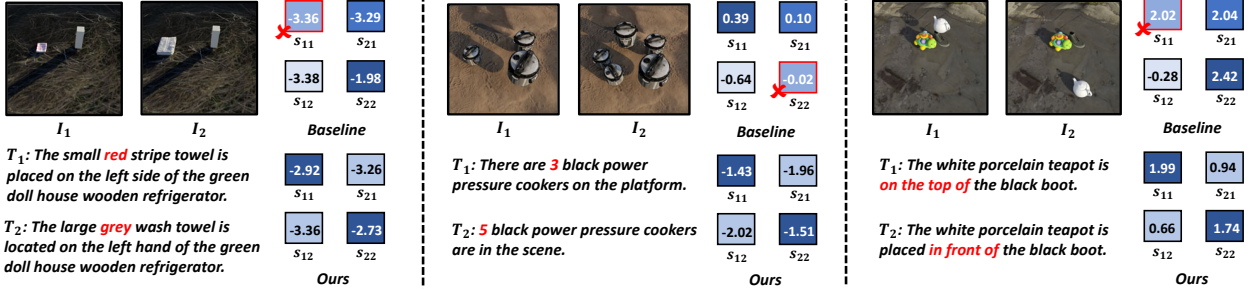 -3.36
-3.29
s₁₁
s₂₁
-3.38
-1.98
s₁₂
s₂₂
I₁
I₂
Baseline
T₁: The small red stripe towel is
placed on the left side of the green
doll house wooden refrigerator.
T₂: The large grey wash towel is
located on the left hand of the green
doll house wooden refrigerator.
-2.92
-3.26
s₁₁
s₂₁
-3.36
-2.73
s₁₂
s₂₂
Ours
0.39
0.10
s₁₁
s₂₁
-0.64
-0.02
s₁₂
s₂₂
I₁
I₂
Baseline
T₁: There are 3 black power
pressure cookers on the platform.
T₂: 5 black power pressure cookers
are in the scene.
-1.43
-1.96
s₁₁
s₂₁
-2.02
-1.51
s₁₂
s₂₂
Ours
2.02
2.04
s₁₁
s₂₁
-0.28
2.42
s₁₂
s₂₂
I₁
I₂
Baseline
T₁: The white porcelain teapot is
on the top of the black boot.
T₂: The white porcelain teapot is
placed in front of the black boot.
1.99
0.94
s₁₁
s₂₁
0.66
1.74
s₁₂
s₂₂
Ours